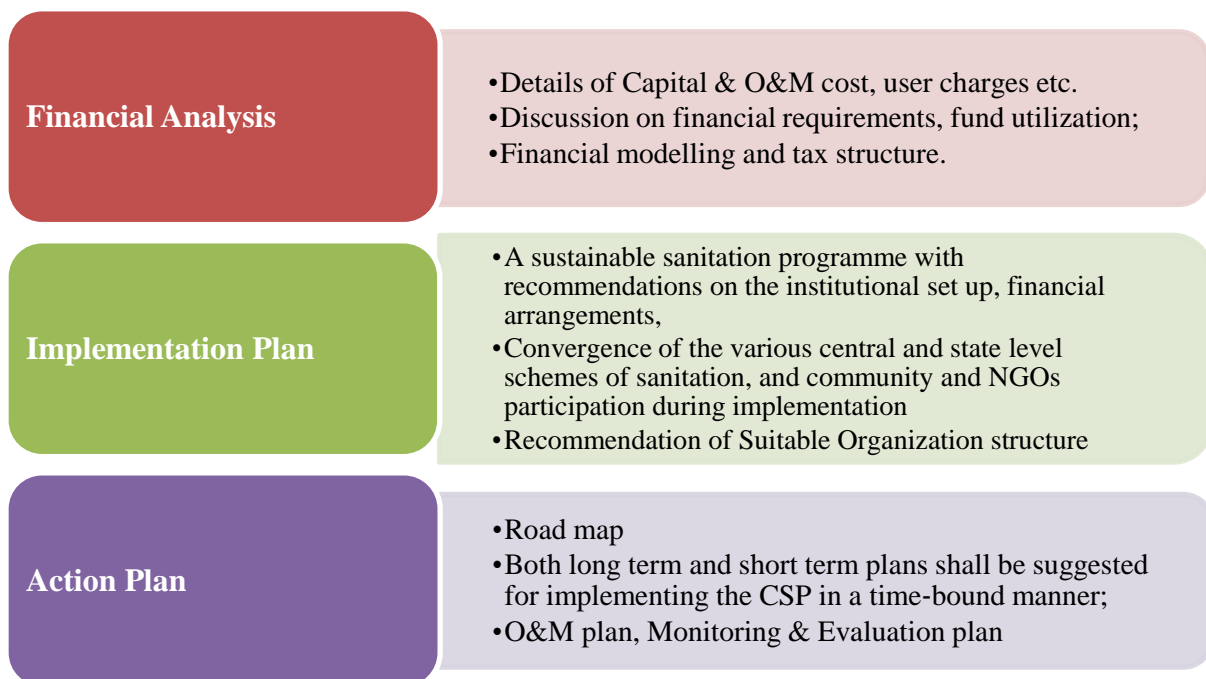 Financial Analysis
•Details of Capital & O&M cost, user charges etc.
•Discussion on financial requirements, fund utilization;
•Financial modelling and tax structure.
Implementation Plan
•A sustainable sanitation programme with
recommendations on the institutional set up, financial
arrangements,
•Convergence of the various central and state level
schemes of sanitation, and community and NGOs
participation during implementation
•Recommendation of Suitable Organization structure
Action Plan
•Road map
•Both long term and short term plans shall be suggested
for implementing the CSP in a time-bound manner;
•O&M plan, Monitoring & Evaluation plan